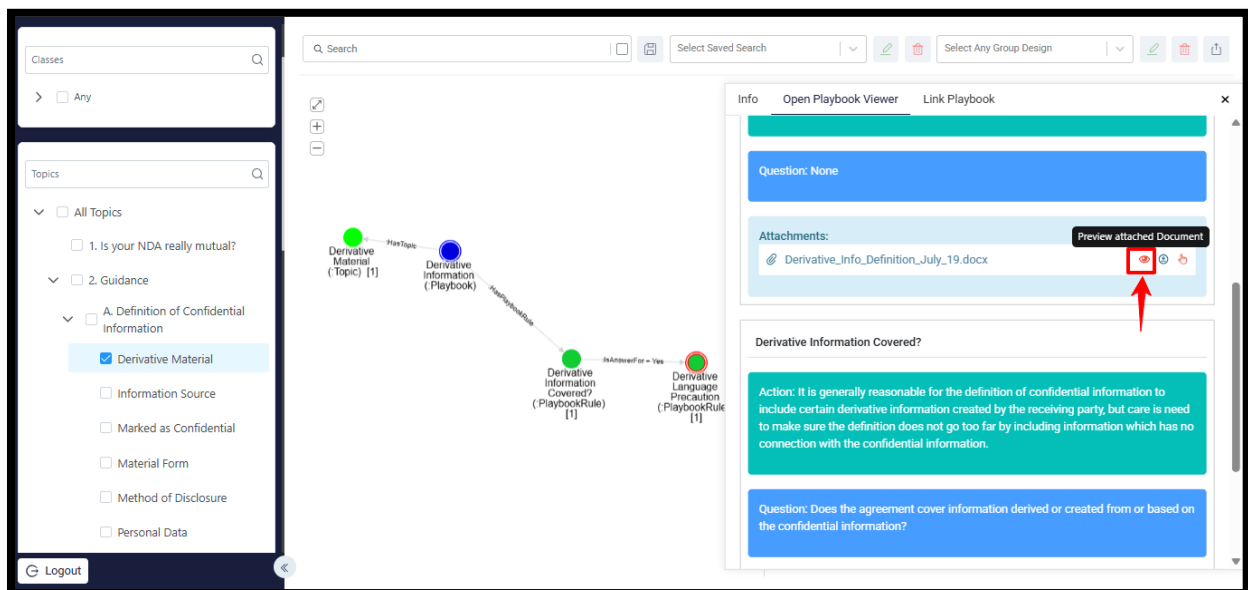 Classes
Any
Topics
All Topics
1. Is your NDA really mutual?
2. Guidance
A. Definition of Confidential
Information
Derivative Material
Information Source
Marked as Confidential
Material Form
Method of Disclosure
Personal Data
Logout
Search
Select Saved Search
Select Any Group Design
Derivative
Material
(:Topic) [1]
:HasTopic
Derivative
Information
(:Playbook)
:HasPlaybookRule
Derivative
Information
Covered?
(:PlaybookRule)
[1]
:IsAnswerFor = Yes
Derivative
Language
Precaution
(:PlaybookRule
[1]
Info
Open Playbook Viewer
Link Playbook
Question: None
Attachments:
Preview attached Document
Derivative_Info_Definition_July_19.docx
Derivative Information Covered?
Action: It is generally reasonable for the definition of confidential information to
include certain derivative information created by the receiving party, but care is need
to make sure the definition does not go too far by including information which has no
connection with the confidential information.
Question: Does the agreement cover information derived or created from or based on
the confidential information?